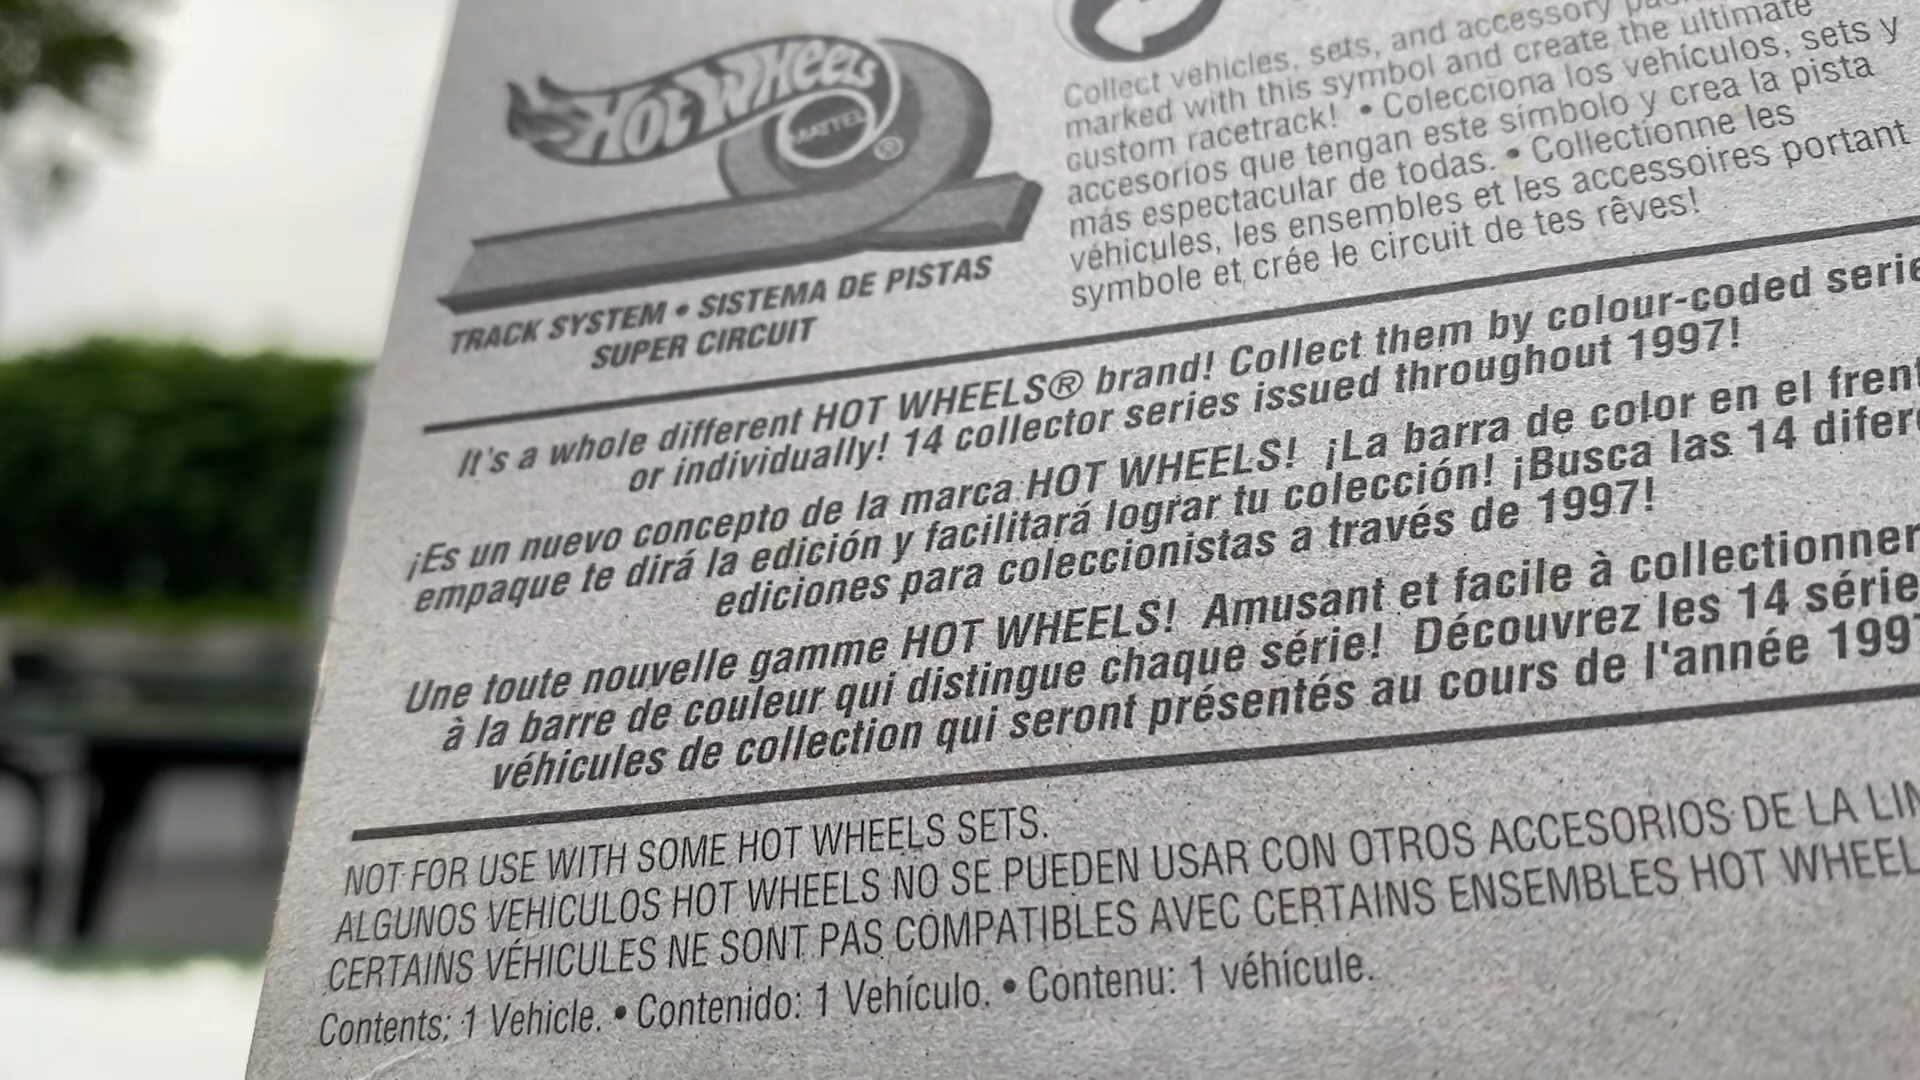 HOT WHEELS
MATTEL
®
TRACK SYSTEM • SISTEMA DE PISTAS
SUPER CIRCUIT
Collect vehicles, sets, and accessory
marked with this symbol and create the ultimate
custom racetrack! • Colecciona los vehículos, sets y
accesorios que tengan este símbolo y crea la pista
más espectacular de todas. • Collectionne les
véhicules, les ensembles et les accessoires portant
symbole et crée le circuit de tes rêves!
It's a whole different HOT WHEELS® brand! Collect them by colour-coded
or individually! 14 collector series issued throughout 1997!
¡Es un nuevo concepto de la marca HOT WHEELS! ¡La barra de color en el
empaque te dirá la edición y facilitará lograr tu colección! ¡Busca las 14
ediciones para coleccionistas a través de 1997!
Une toute nouvelle gamme HOT WHEELS! Amusant et facile à collectionner
à la barre de couleur qui distingue chaque série! Découvrez les 14
véhicules de collection qui seront présentés au cours de l'année
NOT FOR USE WITH SOME HOT WHEELS SETS.
ALGUNOS VEHÍCULOS HOT WHEELS NO SE PUEDEN USAR CON OTROS ACCESORIOS DE LA
CERTAINS VÉHICULES NE SONT PAS COMPATIBLES AVEC CERTAINS ENSEMBLES HOT
Contents: 1 Vehicle. • Contenido: 1 Vehículo. • Contenu: 1 véhicule.